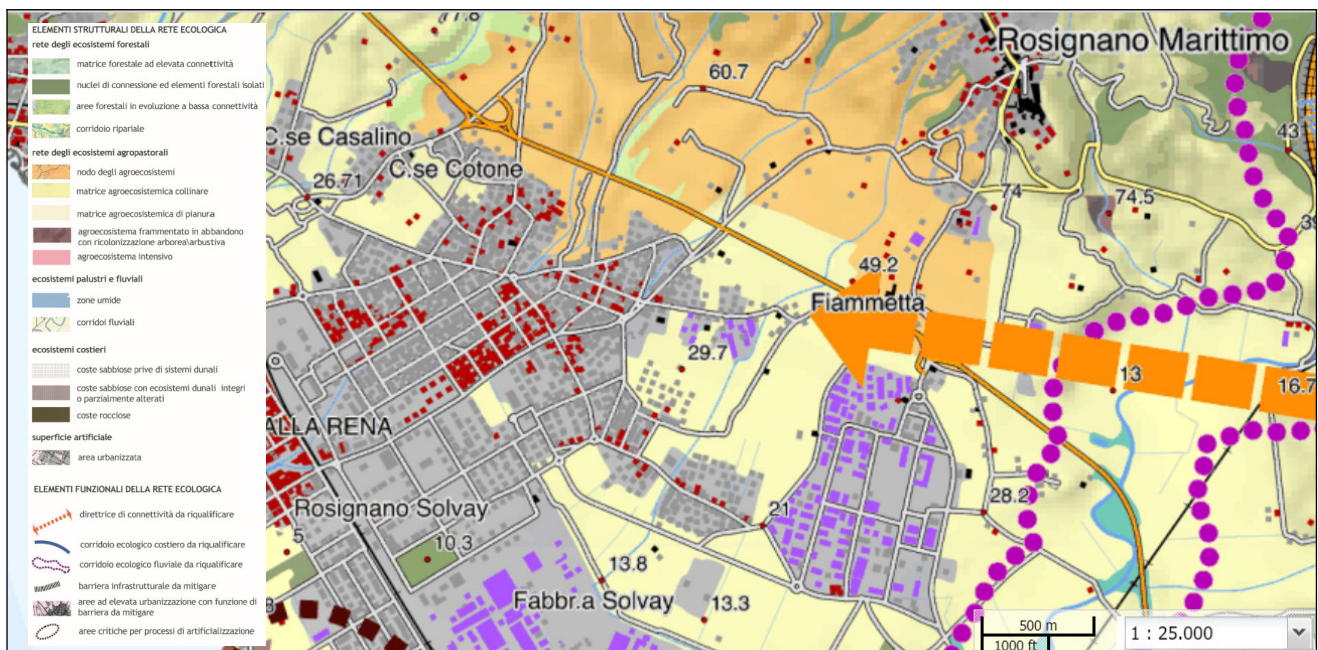 ELEMENTI STRUTTURALI DELLA RETE ECOLOGICA
rete degli ecosistemi forestali
matrice forestale ad elevata connettività
nuclei di connessione ed elementi forestali isolati
aree forestali in evoluzione a bassa connettività
corridoio ripariale
rete degli ecosistemi agropastorali
nodo degli agroecosistemi
matrice agroecosistemica collinare
matrice agroecosistemica di pianura
agroecosistema frammentato in abbandono
con ricolonizzazione arborea\arbustiva
agroecosistema intensivo
ecosistemi palustri e fluviali
zone umide
corridoi fluviali
ecosistemi costieri
coste sabbiose prive di sistemi dunali
coste sabbiose con ecosistemi dunali integri
o parzialmente alterati
coste rocciose
superficie artificiale
area urbanizzata
ELEMENTI FUNZIONALI DELLA RETE ECOLOGICA
direttrice di connettività da riqualificare
corridoio ecologico costiero da riqualificare
corridoio ecologico fluviale da riqualificare
barriera infrastrutturale da mitigare
aree ad elevata urbanizzazione con funzione di
barriera da mitigare
aree critiche per processi di artificializzazione
77.8
Rosignano Marittimo
60.7
43
C.se Casalino
C.se Cotone
26.71
74
74.5
39
49.2
Fiammetta
29.7
13
16.7
ALLA RENA
28.2
Rosignano Solvay
21
5
10.3
13.8
Fabbr.a Solvay
13.3
8
500 m
1000 ft
1 : 25.000